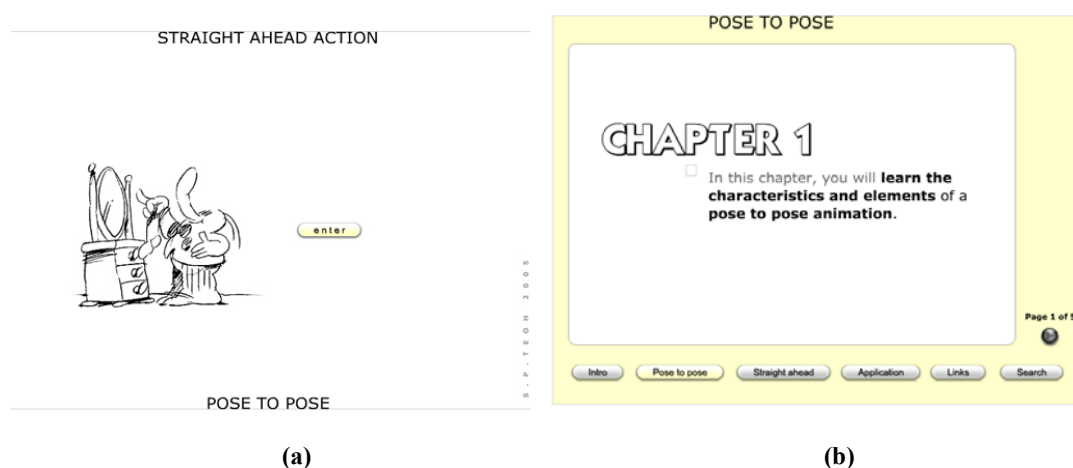 STRAIGHT AHEAD ACTION
enter
S.P.TEOH 2005
POSE TO POSE
(a)
POSE TO POSE
CHAPTER 1
In this chapter, you will learn the
characteristics and elements of a
pose to pose animation.
Page 1 of 5
Intro
Pose to pose
Straight ahead
Application
Links
Search
(b)